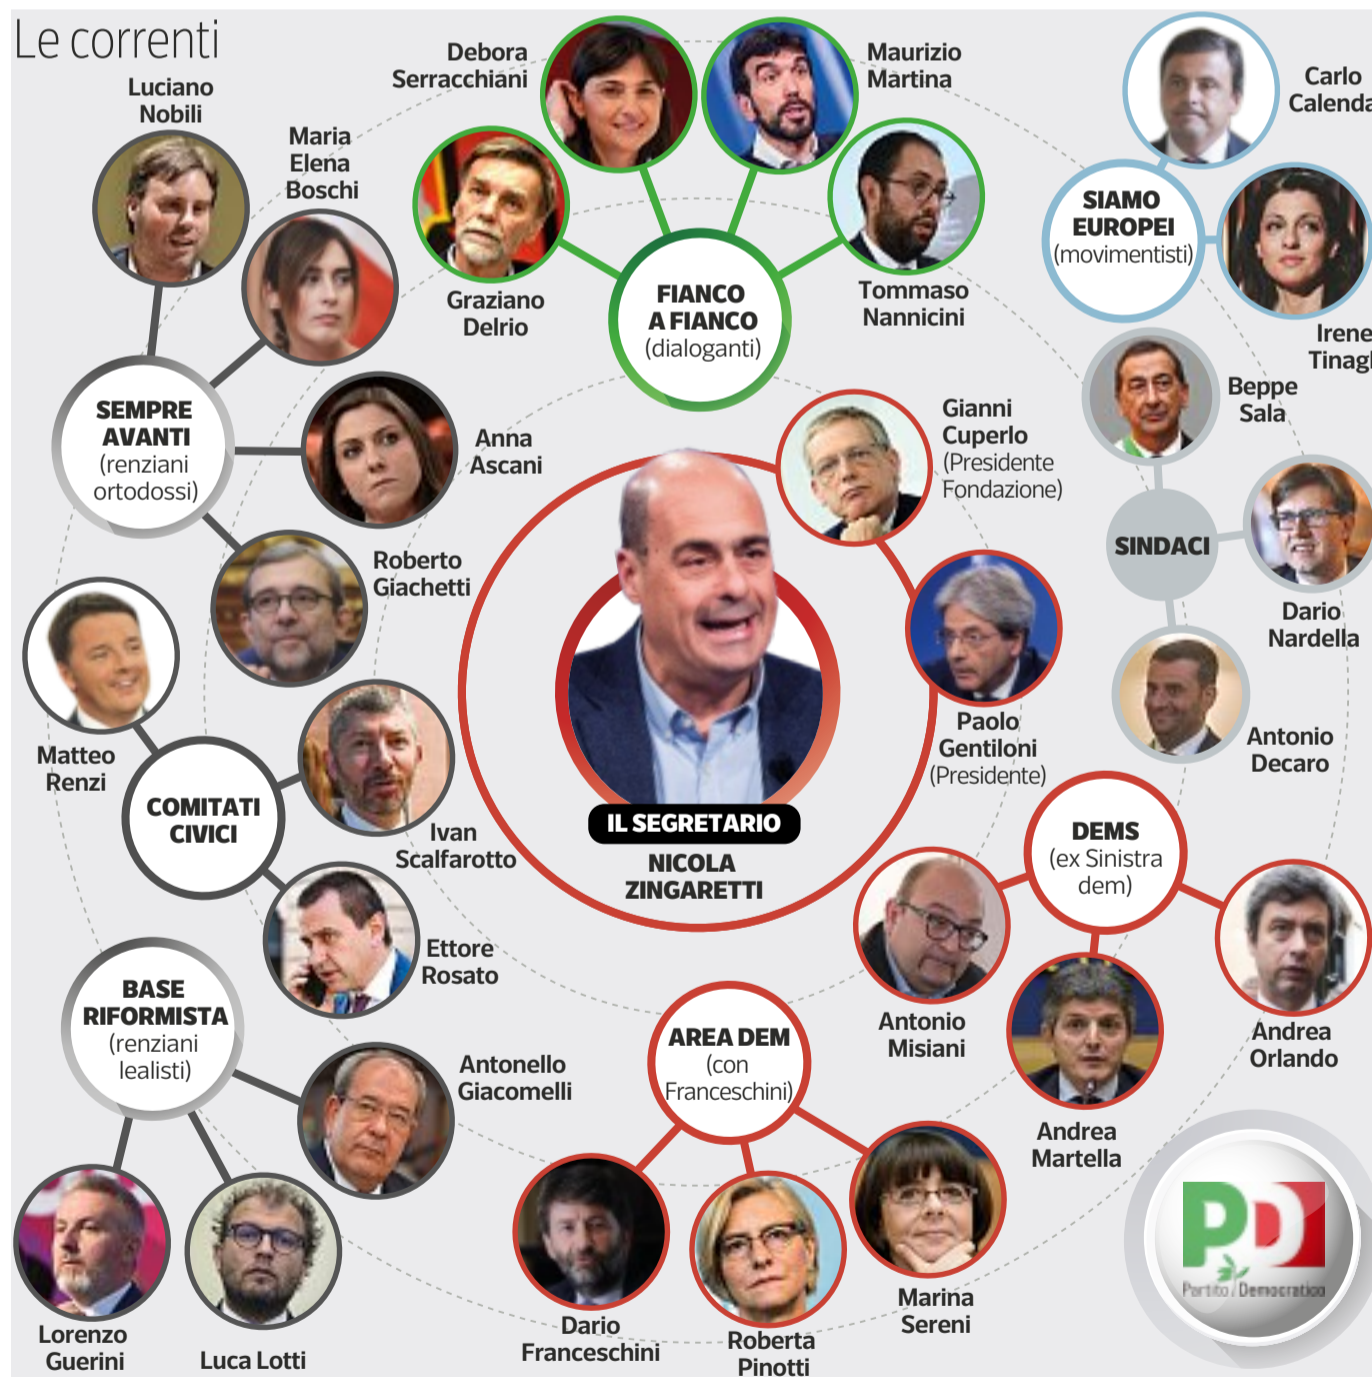 Le correnti
Luciano
Nobili
Maria
Elena
Boschi
Debora
Serracchiani
Maurizio
Martina
Carlo
Calenda
Graziano
Delrio
FIANCO
A FIANCO
(dialoganti)
Tommaso
Nannicini
SIAMO
EUROPEI
(movimentisti)
Irene
Tinagl
SEMPRE
AVANTI
(renziani
ortodossi)
Anna
Ascani
Roberto
Giachetti
Gianni
Cuperlo
(Presidente
Fondazione)
Beppe
Sala
SINDACI
Dario
Nardella
Antonio
Decaro
Matteo
Renzi
COMITATI
CIVICI
Ivan
Scalfarotto
Ettore
Rosato
Paolo
Gentiloni
(Presidente)
IL SEGRETARIO
NICOLA
ZINGARETTI
DEMS
(ex Sinistra
dem)
Antonio
Misiani
Andrea
Martella
Andrea
Orlando
BASE
RIFORMISTA
(renziani
lealisti)
Antonello
Giacomelli
Lorenzo
Guerini
Luca Lotti
AREA DEM
(con
Franceschini)
Dario
Franceschini
Roberta
Pinotti
Marina
Sereni
PD
Partito Democratico